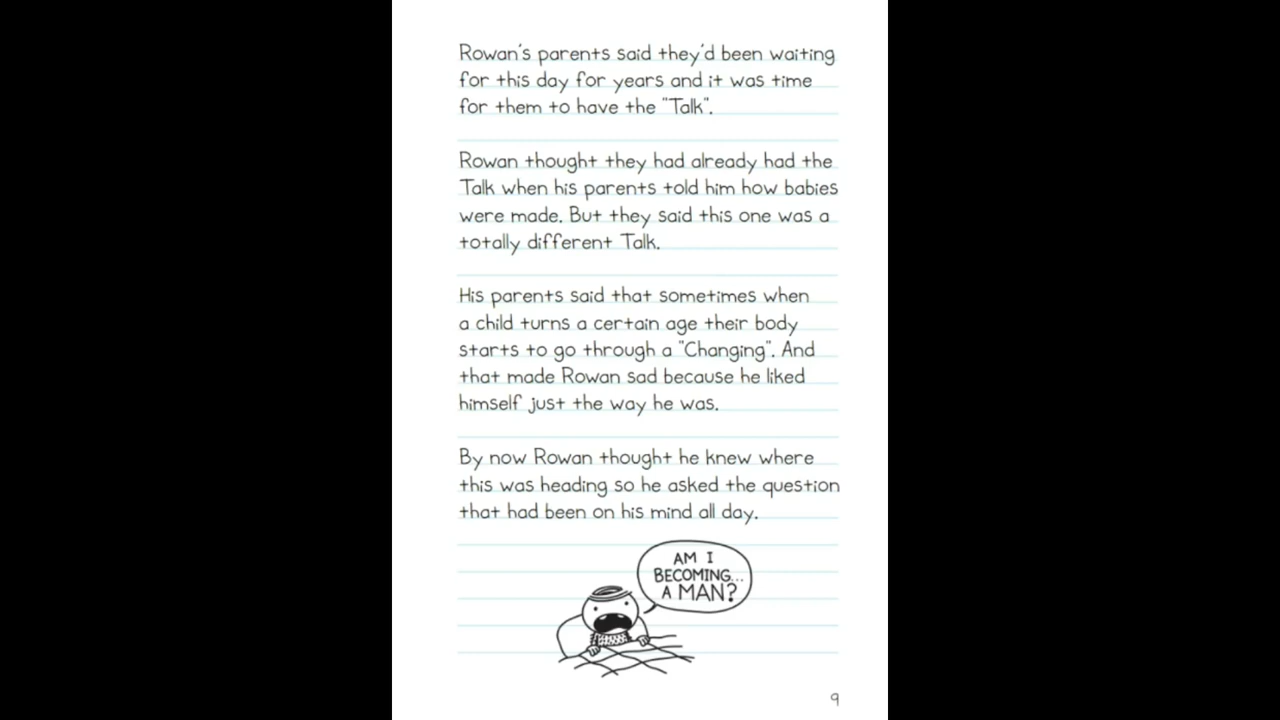 Rowan's parents said they'd been waiting
for this day for years and it was time
for them to have the "Talk".
Rowan thought they had already had the
Talk when his parents told him how babies
were made. But they said this one was a
totally different Talk.
His parents said that sometimes when
a child turns a certain age their body
starts to go through a "Changing". And
that made Rowan sad because he liked
himself just the way he was.
By now Rowan thought he knew where
this was heading so he asked the question
that had been on his mind all day.
AM I
BECOMING...
A MAN?
9